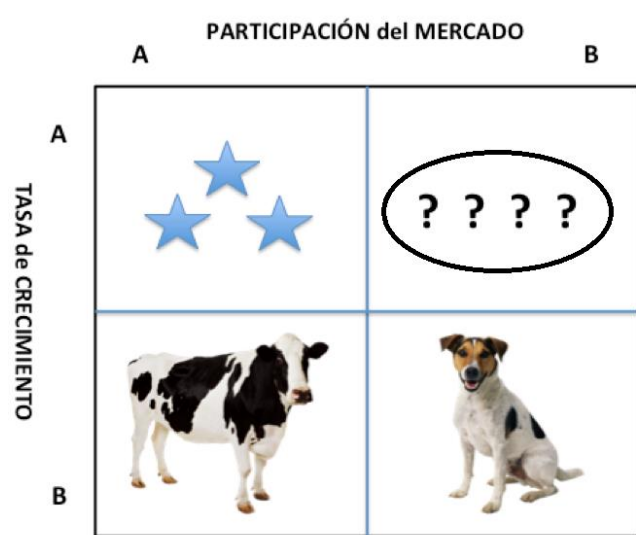 PARTICIPACIÓN del MERCADO
A B
A
TASA de CRECIMIENTO
? ? ? ?
B